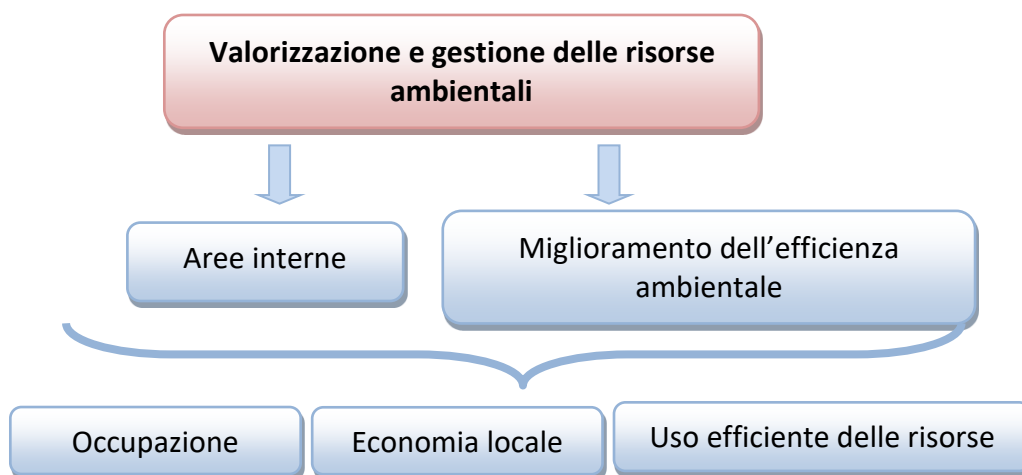 Valorizzazione e gestione delle risorse
ambientali
Aree interne
Miglioramento dell’efficienza
ambientale
Occupazione
Economia locale
Uso efficiente delle risorse